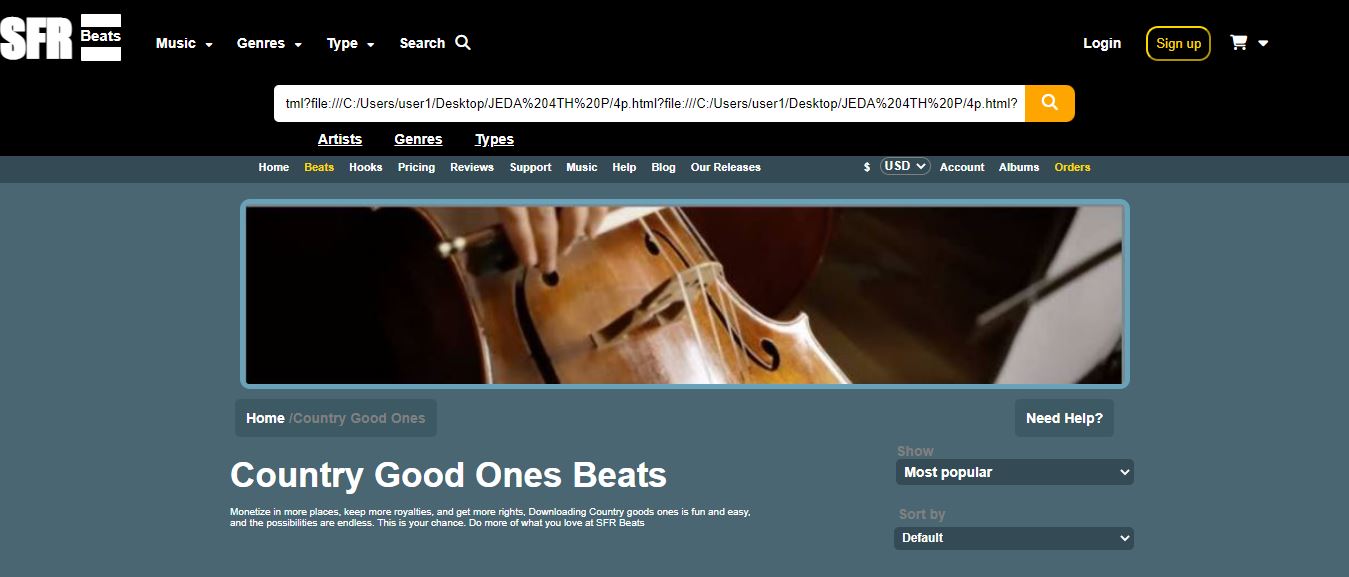 SFR Beats
Music Genres Type Search
Login Sign up
tml?file:///C:/Users/user1/Desktop/JEDA%204TH%20P/4p.html?file:///C:/Users/user1/Desktop/JEDA%204TH%20P/4p.html?
Artists Genres Types
Home Beats Hooks Pricing Reviews Support Music Help Blog Our Releases $ USD Account Albums Orders
Home /Country Good Ones
Need Help?
Show
Most popular
Country Good Ones Beats
Monetize in more places, keep more royalties, and get more rights, Downloading Country goods ones is fun and easy,
and the possibilities are endless. This is your chance. Do more of what you love at SFR Beats
Sort by
Default